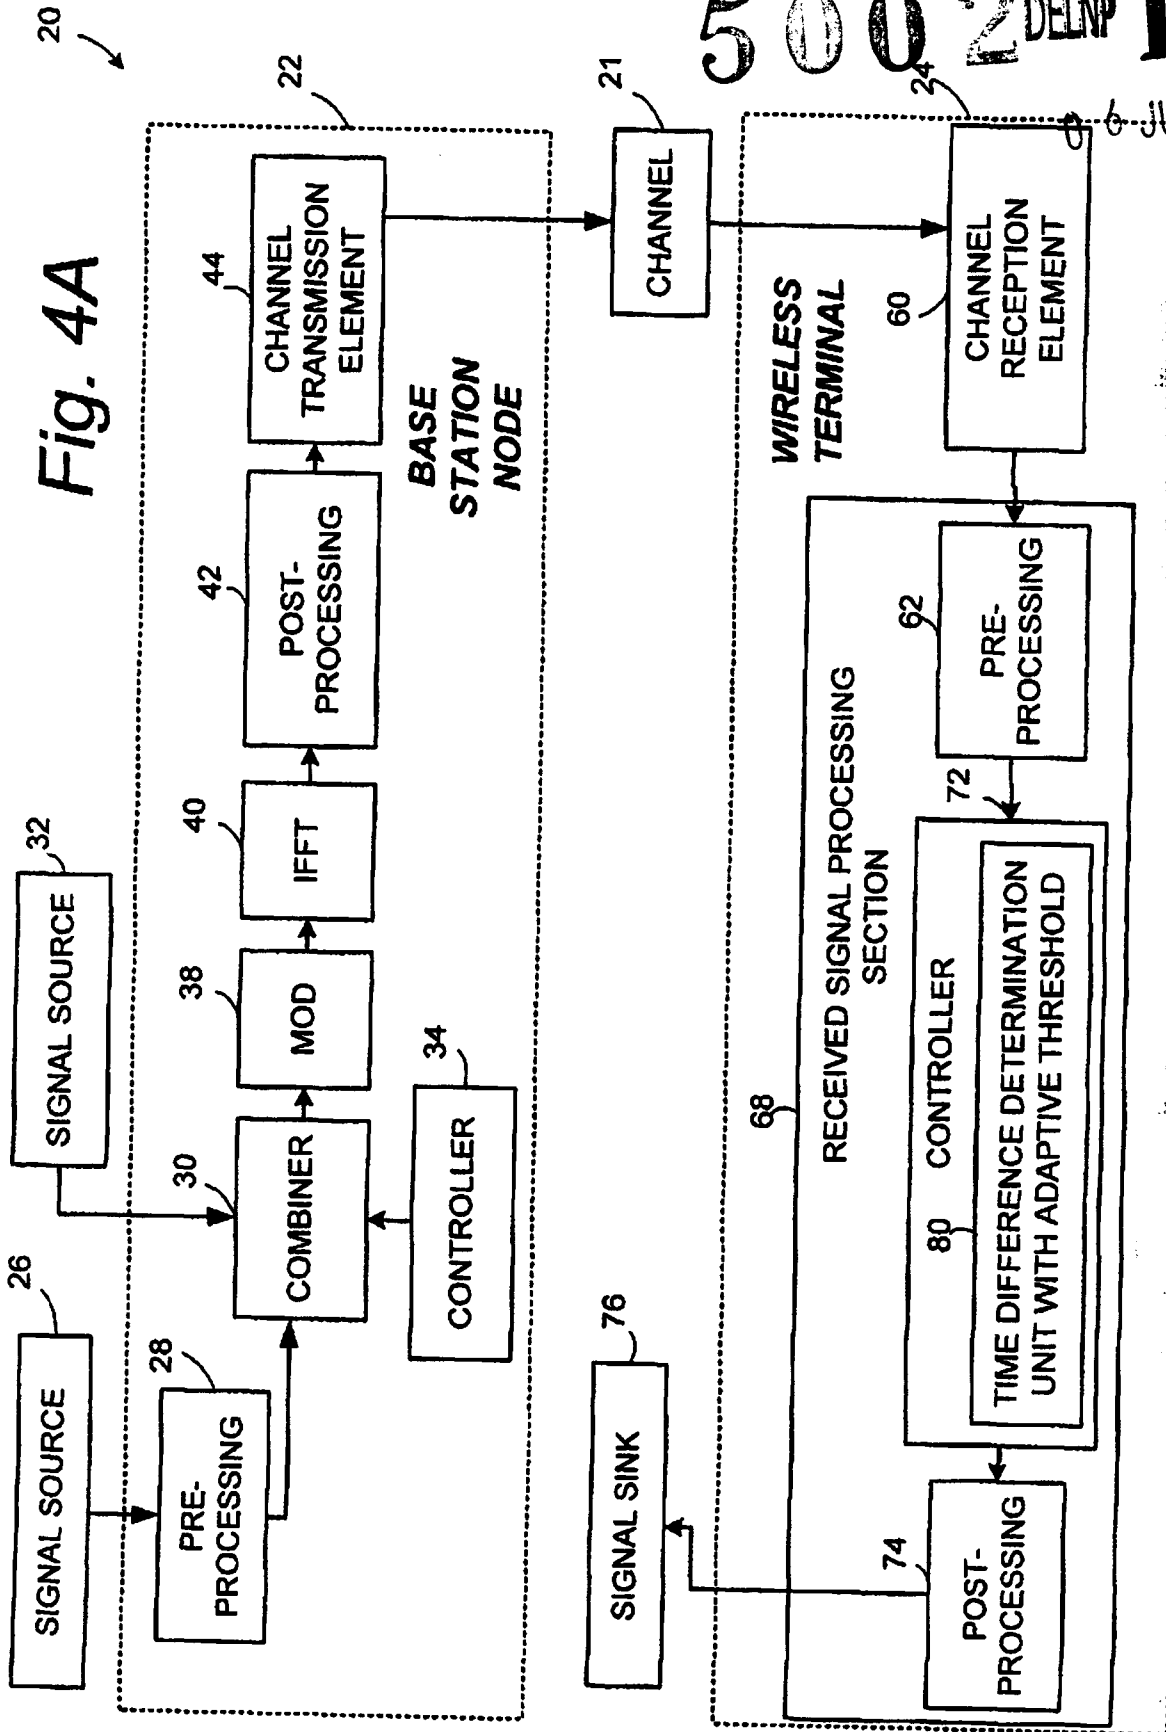 Fig. 4A
20
26
SIGNAL SOURCE
32
SIGNAL SOURCE
22
28
PRE-
PROCESSING
30
COMBINER
34
CONTROLLER
38
MOD
40
IFFT
42
POST-
PROCESSING
44
CHANNEL
TRANSMISSION
ELEMENT
BASE
STATION
NODE
21
CHANNEL
24
WIRELESS
TERMINAL
60
CHANNEL
RECEPTION
ELEMENT
68
RECEIVED SIGNAL PROCESSING
SECTION
62
PRE-
PROCESSING
72
CONTROLLER
80
TIME DIFFERENCE DETERMINATION
UNIT WITH ADAPTIVE THRESHOLD
74
POST-
PROCESSING
76
SIGNAL SINK
5002 DELNP